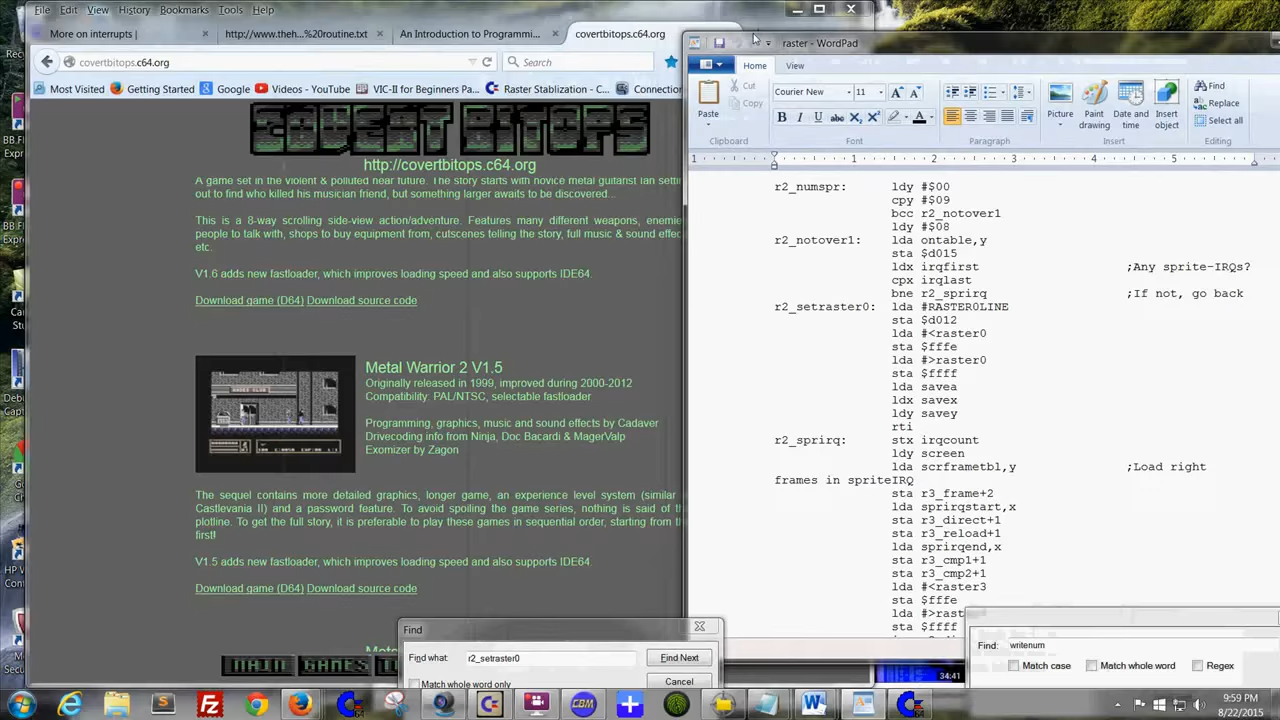 File Edit View History Bookmarks Tools Help
More on interrupts |
http://www.theh...%20routine.txt
An Introduction to Programmi...
covertbitops.c64.org
covertbitops.c64.org
Search
Most Visited
Getting Started
Google
Videos - YouTube
VIC-II for Beginners Pa...
Raster Stablization - C...
Connection
COVERT BITOPS
http://covertbitops.c64.org
A game set in the violent & polluted near future. The story starts with novice metal guitarist Ian setti
out to find who killed his musician friend, but something larger awaits to be discovered...
This is a 8-way scrolling side-view action/adventure. Features many different weapons, enemie
people to talk with, shops to buy equipment from, cutscenes telling the story, full music & sound effec
etc.
V1.6 adds new fastloader, which improves loading speed and also supports IDE64.
Download game (D64) Download source code
Metal Warrior 2 V1.5
Originally released in 1999, improved during 2000-2012
Compatibility: PAL/NTSC, selectable fastloader
Programming, graphics, music and sound effects by Cadaver
Drivecoding info from Ninja, Doc Bacardi & MagerValp
Exomizer by Zagon
The sequel contains more detailed graphics, longer game, an experience level system (similar
Castlevania II) and a password feature. To avoid spoiling the game series, nothing is said of th
plotline. To get the full story, it is preferable to play these games in sequential order, starting from th
first!
V1.5 adds new fastloader, which improves loading speed and also supports IDE64.
Download game (D64) Download source code
MAIN GAMES
raster - WordPad
Home
View
Paste
Cut
Copy
Clipboard
Courier New
11
B I U abc X₂ X²
Font
Paragraph
Picture
Paint
drawing
Date and
time
Insert
object
Insert
Find
Replace
Select all
Editing
1 1 2 3 4 5
r2_numspr: ldy #$00
cpy #$09
bcc r2_notover1
ldy #$08
r2_notover1: lda ontable,y
sta $d015
ldx irqfirst ;Any sprite-IRQs?
cpx irqlast
bne r2_sprirq ;If not, go back
r2_setraster0: lda #RASTER0LINE
sta $d012
lda #<raster0
sta $fffe
lda #>raster0
sta $ffff
lda savea
ldx savex
ldy savey
rti
r2_sprirq: stx irqcount
ldy screen
lda scrframetbl,y ;Load right
frames in spriteIRQ
sta r3_frame+2
lda sprirqstart,x
sta r3_direct+1
sta r3_reload+1
lda sprirqend,x
sta r3_cmp1+1
sta r3_cmp2+1
lda #<raster3
sta $fffe
lda #>rast
sta $ffff
Find
Find what: r2_setraster0
Find Next
Match whole word only
Cancel
Find: writenum
Match case
Match whole word
Regex
34:41
9:59 PM
8/22/2015